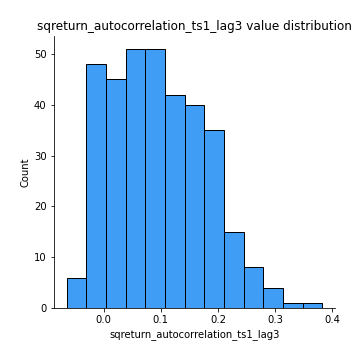 sqreturn_autocorrelation_ts1_lag3 value distribution
50
40
30
20
10
0
Count
0.0 0.1 0.2 0.3 0.4
sqreturn_autocorrelation_ts1_lag3